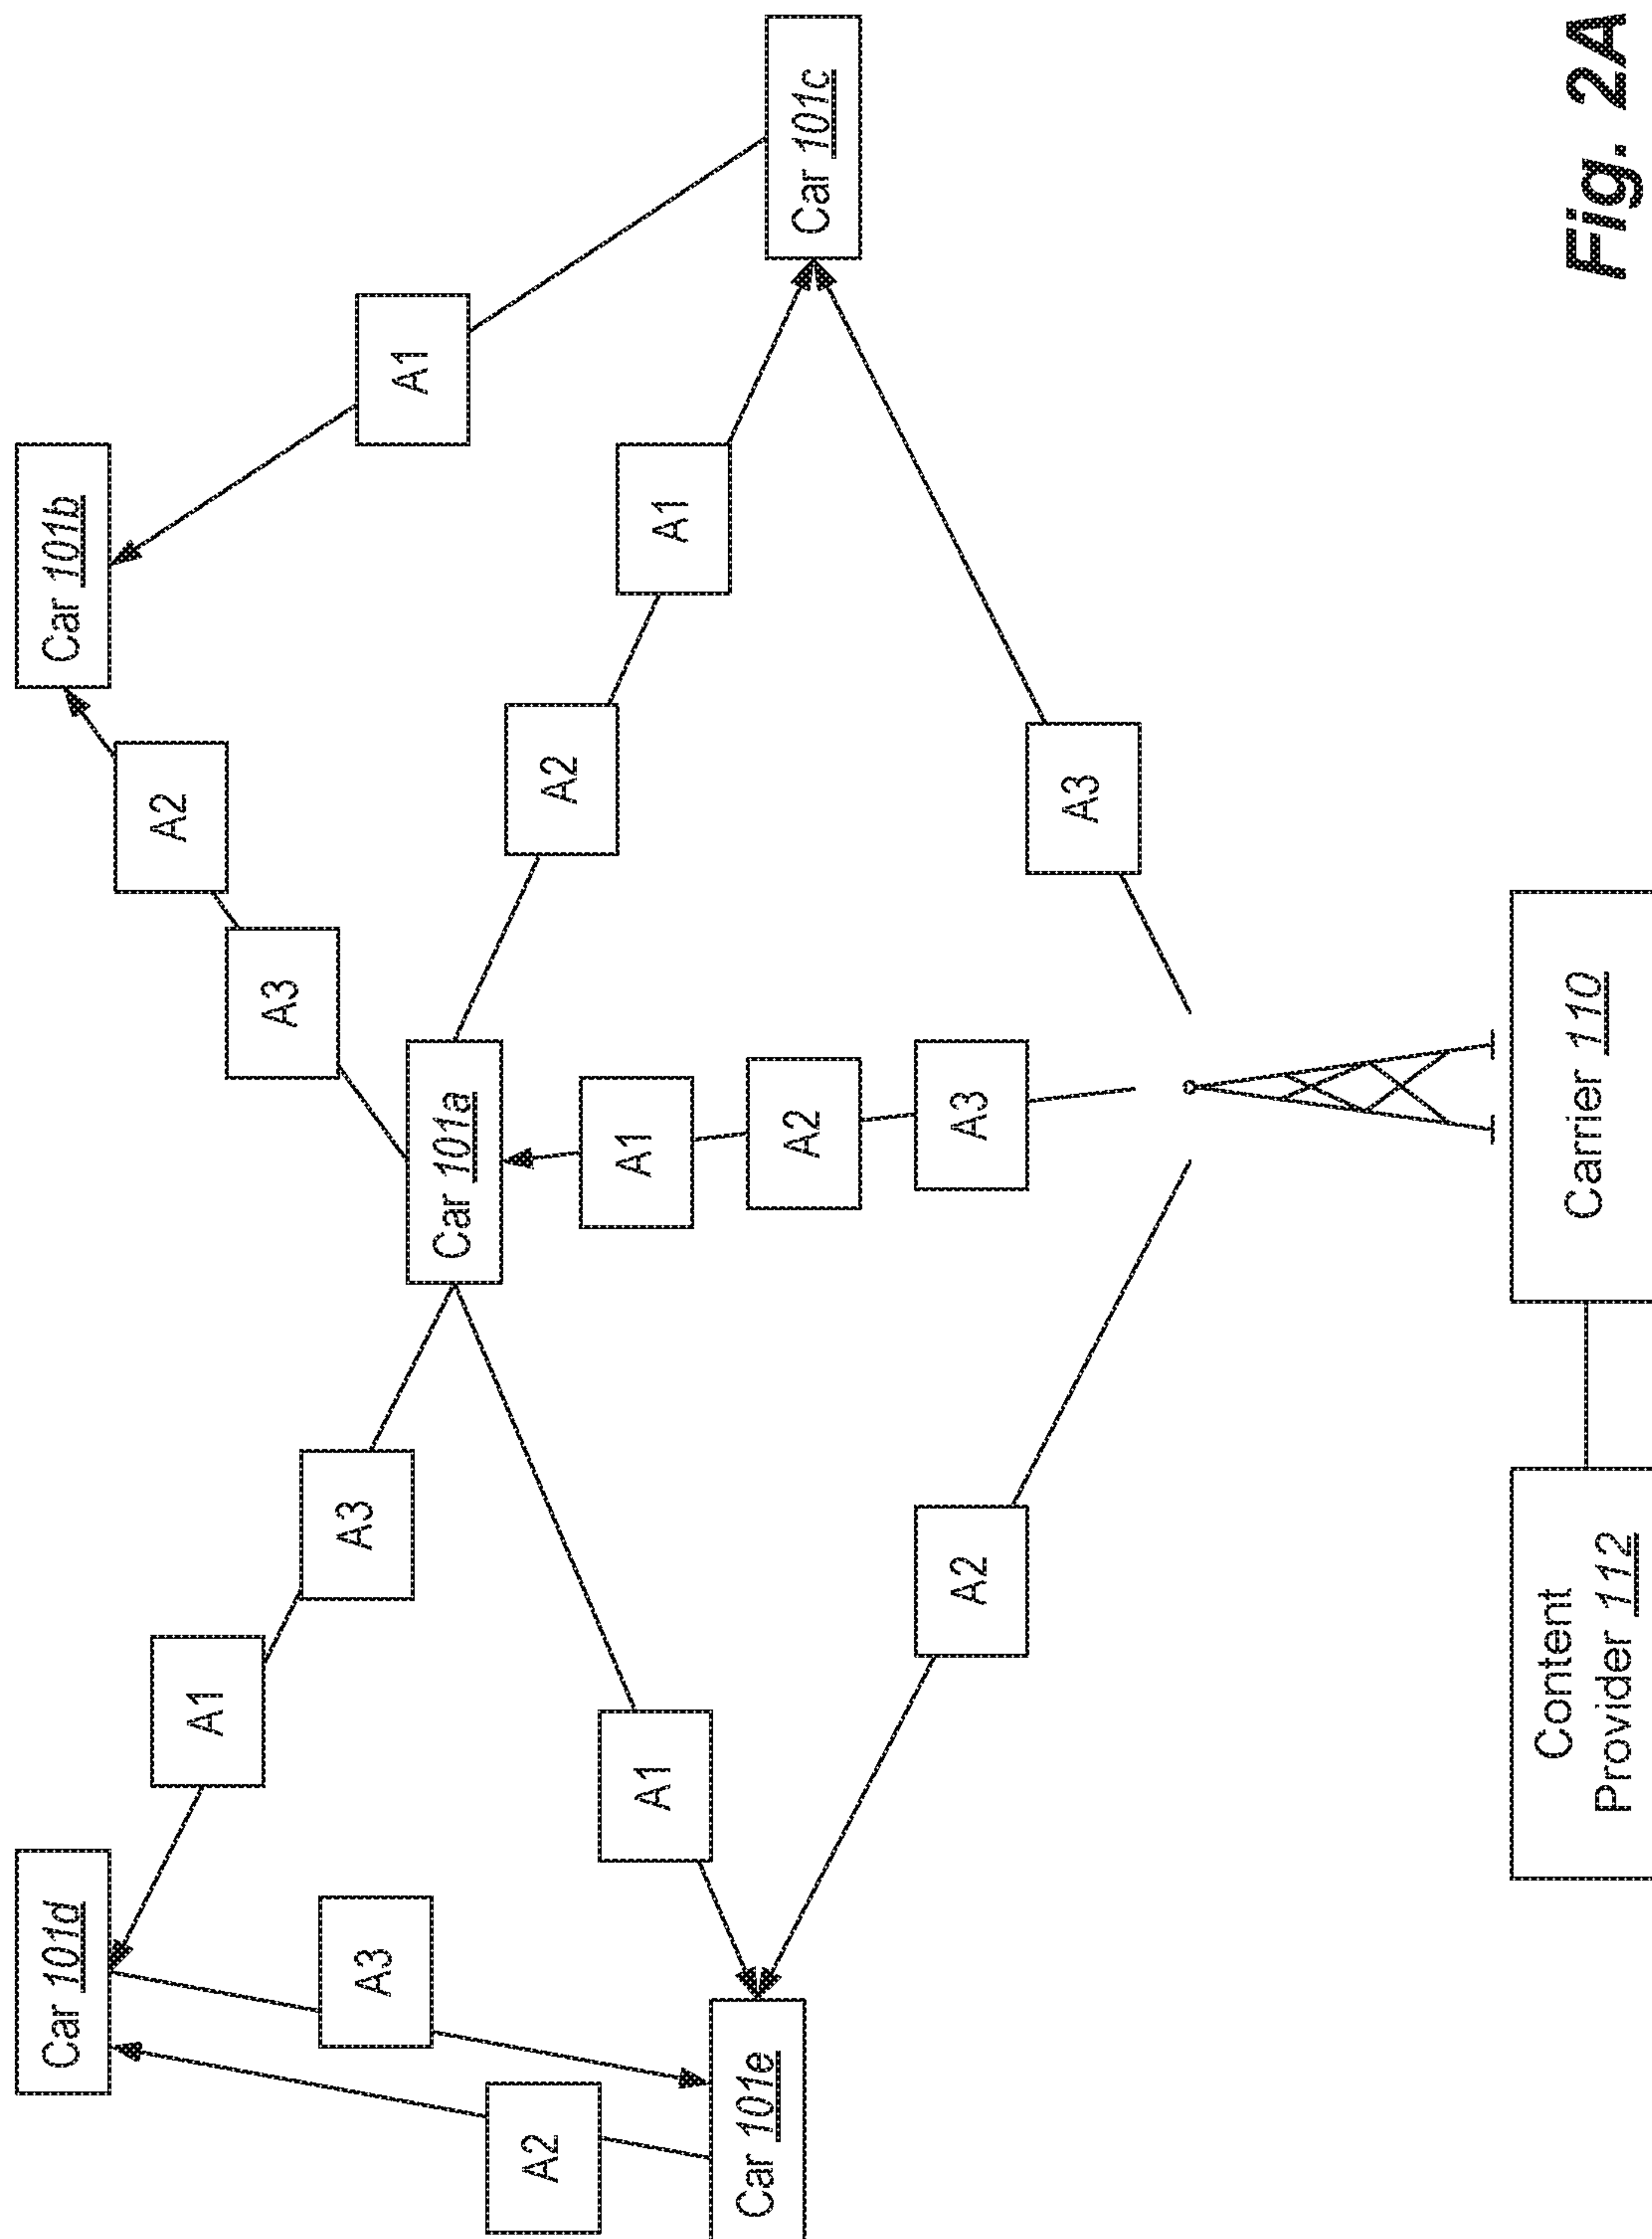 Car 101d
Car 101b
A2
A1
A3
A3
A3
A1
Car 101a
A2
A2
A1
A1
A1
Car 101e
A2
Car 101c
A2
A3
A3
Content
Provider 112
Carrier 110
Fig. 2A